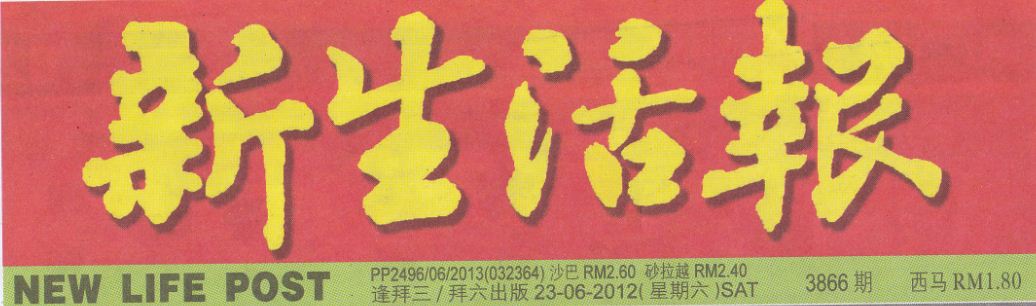 新生活報
NEW LIFE POST
PP2496/06/2013(032364) 沙巴 RM2.60 砂拉越 RM2.40
逢拜三 / 拜六出版 23-06-2012( 星期六 )SAT
3866 期
西马 RM1.80